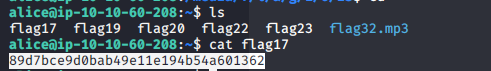 alice@ip-10-10-60-208:~$ ls
flag17 flag19 flag20 flag22 flag23 flag32.mp3
alice@ip-10-10-60-208:~$ cat flag17
89d7bce9d0bab49e11e194b54a601362